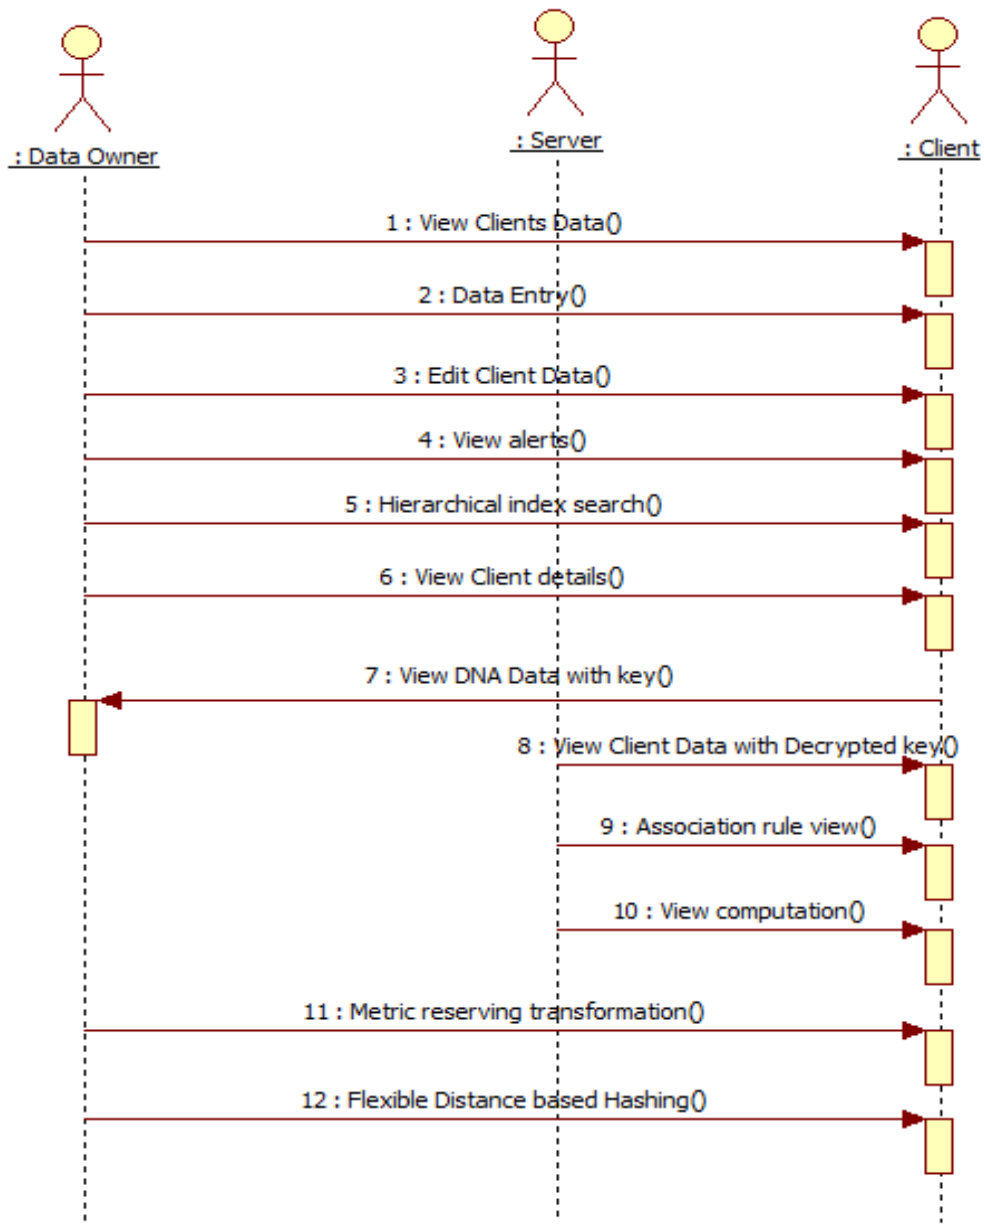 : Data Owner
: Server
: Client
1 : View Clients Data()
2 : Data Entry()
3 : Edit Client Data()
4 : View alerts()
5 : Hierarchical index search()
6 : View Client details()
7 : View DNA Data with key()
8 : View Client Data with Decrypted key()
9 : Association rule view()
10 : View computation()
11 : Metric reserving transformation()
12 : Flexible Distance based Hashing()